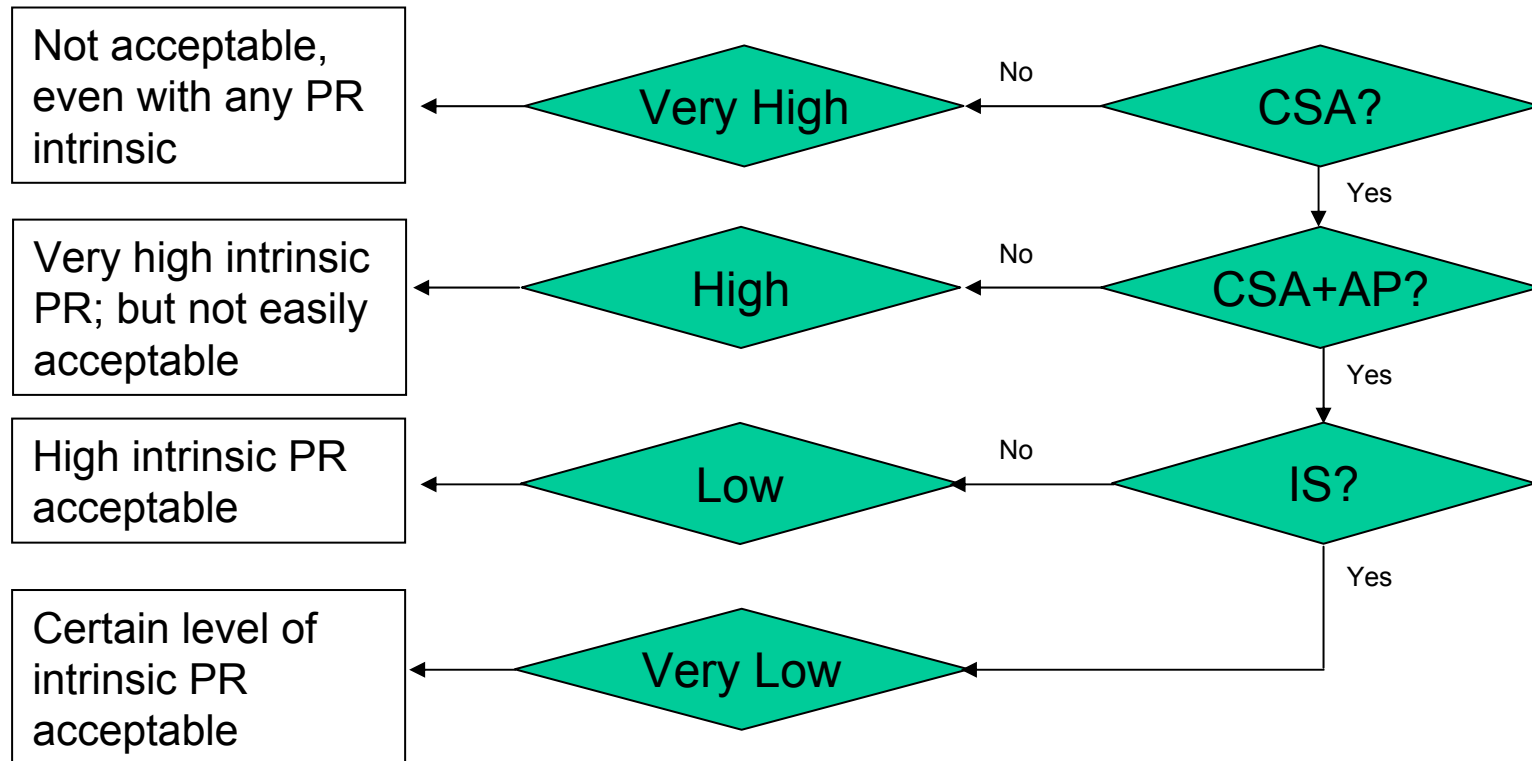 Not acceptable,
even with any PR
intrinsic
Very High
No
CSA?
Yes
Very high intrinsic
PR; but not easily
acceptable
High
No
CSA+AP?
Yes
High intrinsic PR
acceptable
Low
No
IS?
Yes
Certain level of
intrinsic PR
acceptable
Very Low